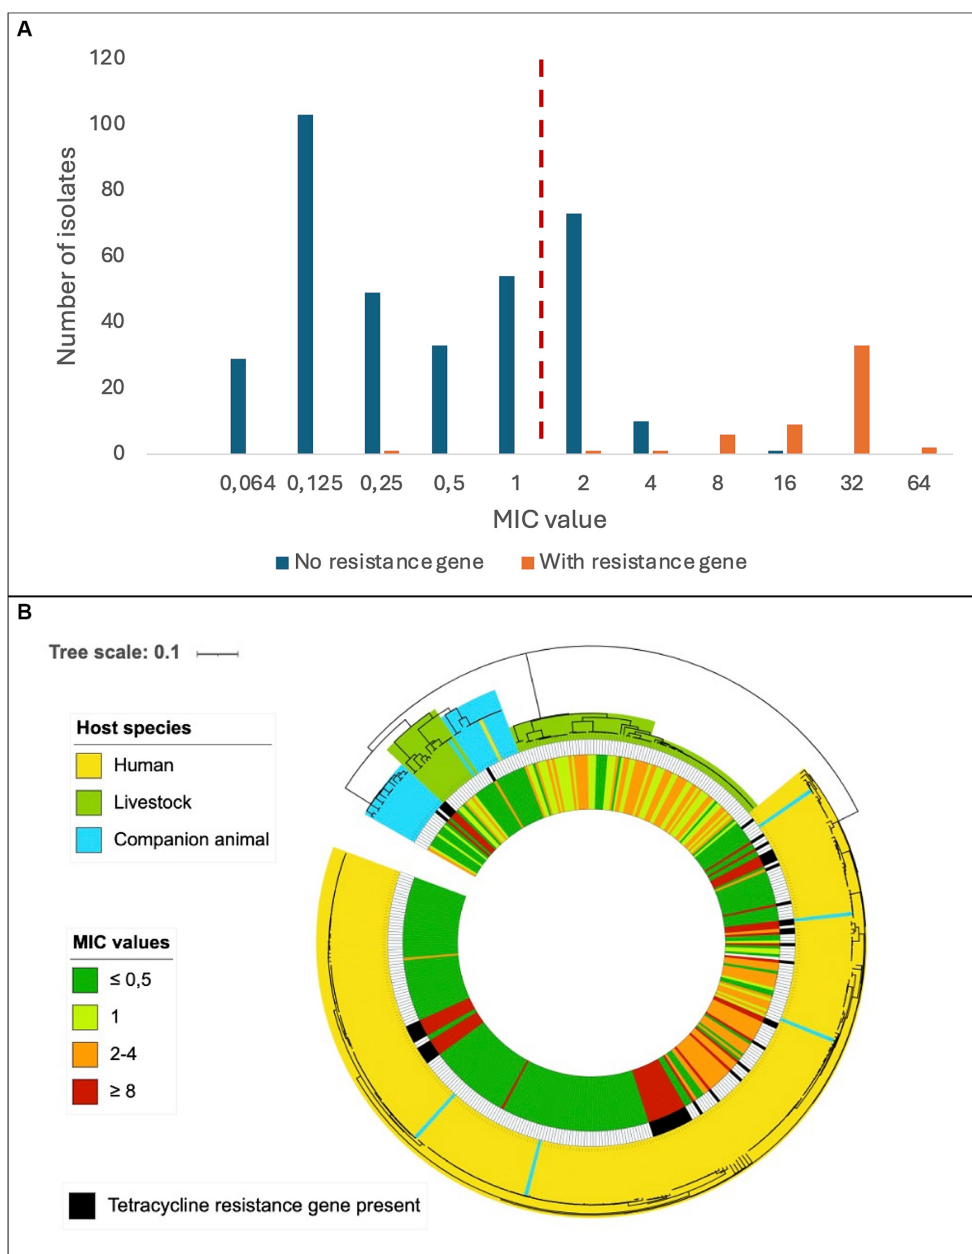 A
120
100
80
60
40
20
0
Number of isolates
0,064 0,125 0,25 0,5 1 2 4 8 16 32 64
MIC value
No resistance gene With resistance gene
B
Tree scale: 0.1
Host species
Human
Livestock
Companion animal
MIC values
≤ 0,5
1
2-4
≥ 8
Tetracycline resistance gene present